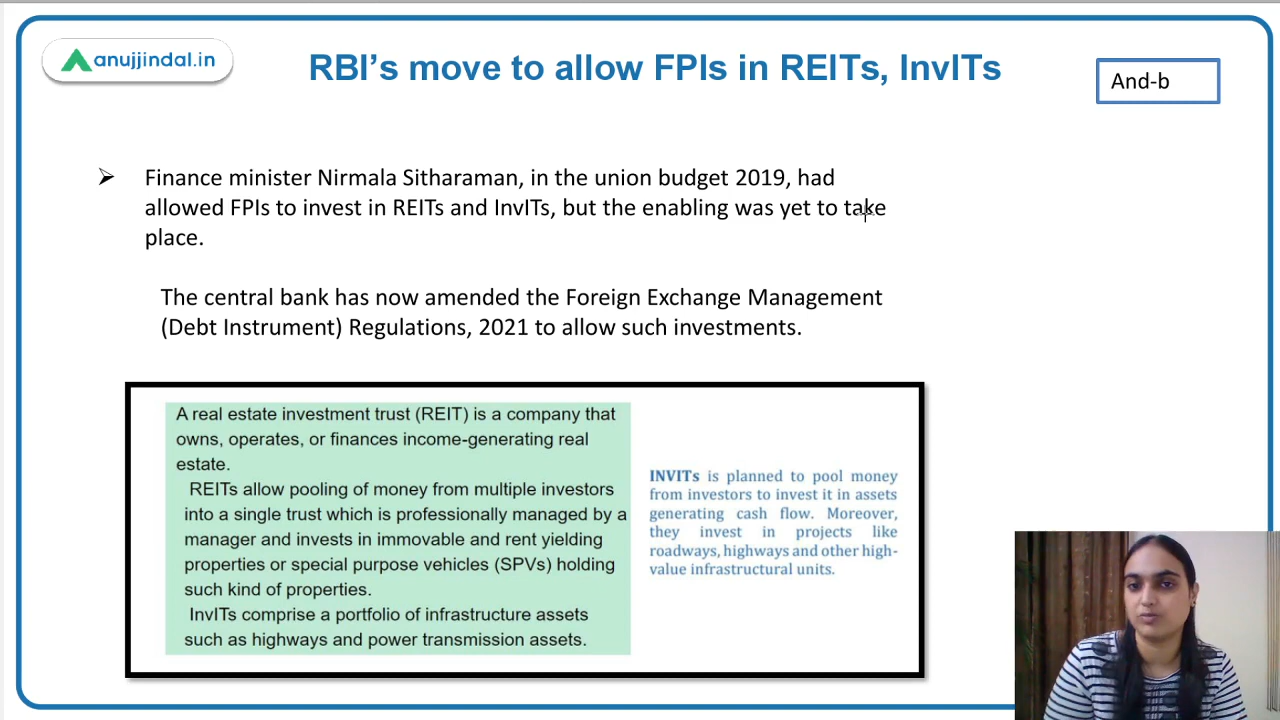 anujjindal.in
RBI’s move to allow FPIs in REITs, InvITs
And-b
Finance minister Nirmala Sitharaman, in the union budget 2019, had
allowed FPIs to invest in REITs and InvITs, but the enabling was yet to take
place.
The central bank has now amended the Foreign Exchange Management
(Debt Instrument) Regulations, 2021 to allow such investments.
A real estate investment trust (REIT) is a company that
owns, operates, or finances income-generating real
estate.
REITs allow pooling of money from multiple investors
into a single trust which is professionally managed by a
manager and invests in immovable and rent yielding
properties or special purpose vehicles (SPVs) holding
such kind of properties.
InvITs comprise a portfolio of infrastructure assets
such as highways and power transmission assets.
INVITs is planned to pool money
from investors to invest it in assets
generating cash flow. Moreover,
they invest in projects like
roadways, highways and other high-
value infrastructural units.